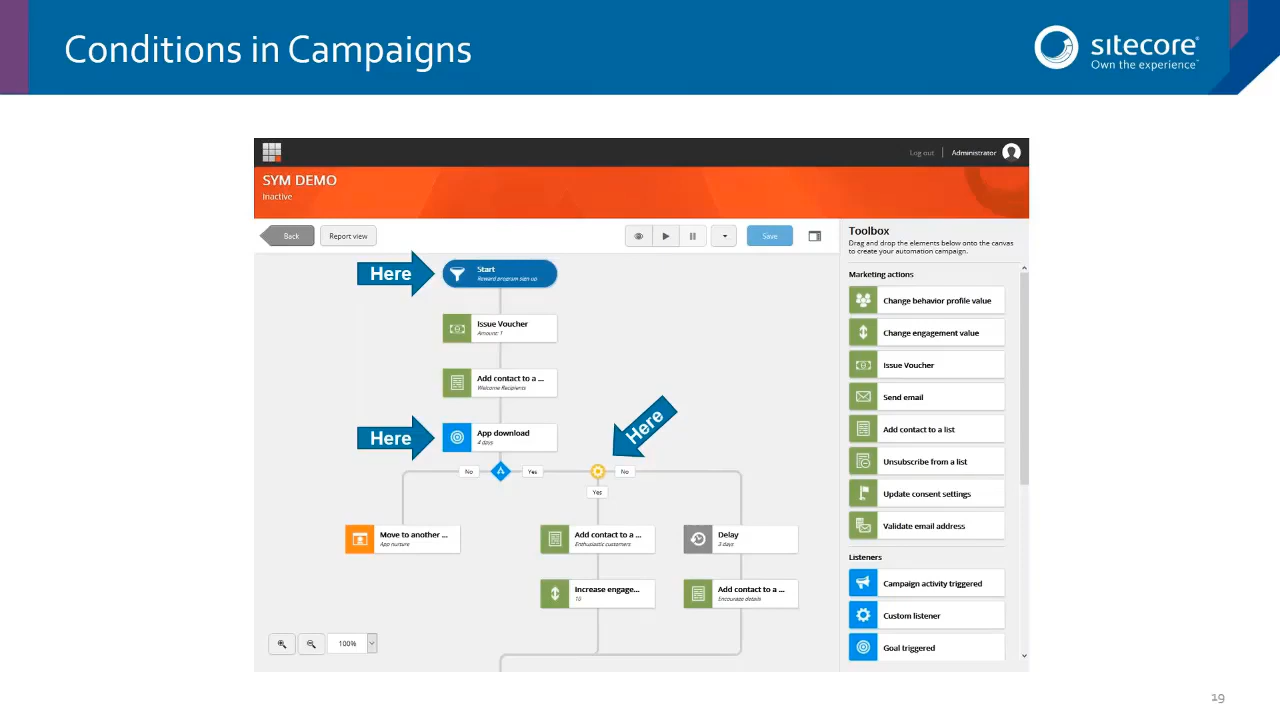 Conditions in Campaigns
sitecore
Own the experience™
Log out
Administrator
SYM DEMO
Inactive
Back
Report view
Save
Toolbox
Drag and drop the elements below onto the canvas
to create your automation campaign.
Here
Start
Reward program sign up
Marketing actions
Change behavior profile value
Issue Voucher
Amount: 1
Change engagement value
Issue Voucher
Add contact to a ...
Welcome Recipients
Send email
Here
App download
4 days
Here
Add contact to a list
No
Yes
No
Yes
Unsubscribe from a list
Update consent settings
Validate email address
Move to another ...
App nurture
Add contact to a ...
Enthusiastic customers
Delay
3 days
Listeners
Campaign activity triggered
Increase engage...
10
Add contact to a ...
Encourage details
Custom listener
Goal triggered
100%
19